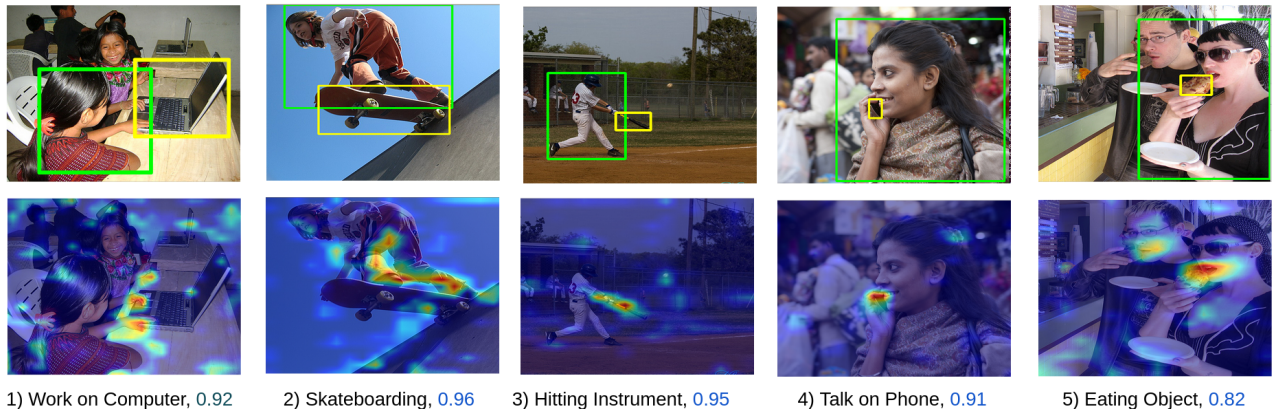 1) Work on Computer, 0.92
2) Skateboarding, 0.96
3) Hitting Instrument, 0.95
4) Talk on Phone, 0.91
5) Eating Object, 0.82